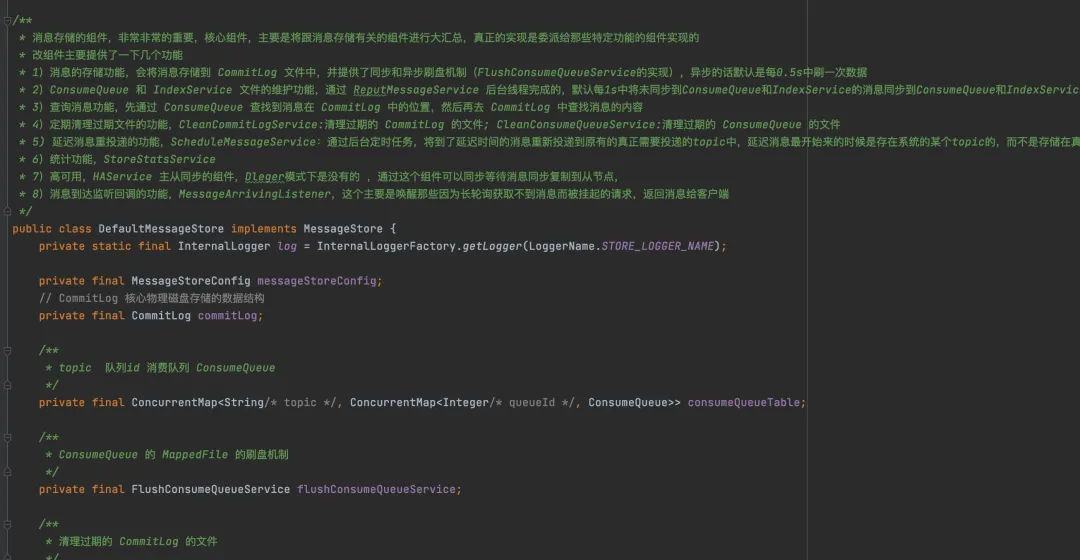 /**
 * 消息存储的组件，非常非常的重要，核心组件，主要是将跟消息存储有关的组件进行大汇总，真正的实现是委派给那些特定功能的组件实现的
 * 改组件主要提供了一下几个功能
 * 1）消息的存储功能，会将消息存储到 CommitLog 文件中，并提供了同步和异步刷盘机制（FlushConsumeQueueService的实现），异步的话默认是每0.5s中刷一次数据
 * 2）ConsumeQueue 和 IndexService 文件的维护功能，通过 ReputMessageService 后台线程完成的，默认每1s中将未同步到ConsumeQueue和IndexService的消息同步到ConsumeQueue和IndexServic
 * 3）查询消息功能，先通过 ConsumeQueue 查找到消息在 CommitLog 中的位置，然后再去 CommitLog 中查找消息的内容
 * 4）定期清理过期文件的功能，CleanCommitLogService:清理过期的 CommitLog 的文件; CleanConsumeQueueService:清理过期的 ConsumeQueue 的文件
 * 5）延迟消息重投递的功能，ScheduleMessageService：通过后台定时任务，将到了延迟时间的消息重新投递到原有的真正需要投递的topic中，延迟消息最开始来的时候是存在系统的某个topic的，而不是存储在真
 * 6）统计功能，StoreStatsService
 * 7）高可用，HAService 主从同步的组件，Dleger模式下是没有的 ，通过这个组件可以同步等待消息同步复制到从节点，
 * 8）消息到达监听回调的功能，MessageArrivingListener，这个主要是唤醒那些因为长轮询获取不到消息而被挂起的请求，返回消息给客户端
 */
public class DefaultMessageStore implements MessageStore {
    private static final InternalLogger log = InternalLoggerFactory.getLogger(LoggerName.STORE_LOGGER_NAME);
    private final MessageStoreConfig messageStoreConfig;
    // CommitLog 核心物理磁盘存储的数据结构
    private final CommitLog commitLog;
    /**
     * topic  队列id 消费队列 ConsumeQueue
     */
    private final ConcurrentMap<String/* topic */, ConcurrentMap<Integer/* queueId */, ConsumeQueue>> consumeQueueTable;
    /**
     * ConsumeQueue 的 MappedFile 的刷盘机制
     */
    private final FlushConsumeQueueService flushConsumeQueueService;
    /**
     * 清理过期的 CommitLog 的文件
     */